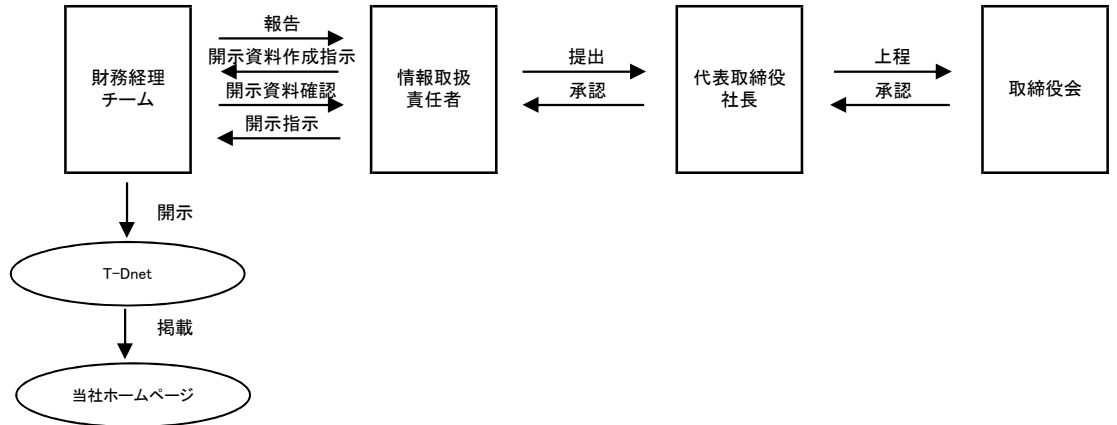 財務経理
チーム
報告
開示資料作成指示
開示資料確認
開示指示
情報取扱
責任者
提出
承認
代表取締役
社長
上程
承認
取締役会
開示
T-Dnet
掲載
当社ホームページ